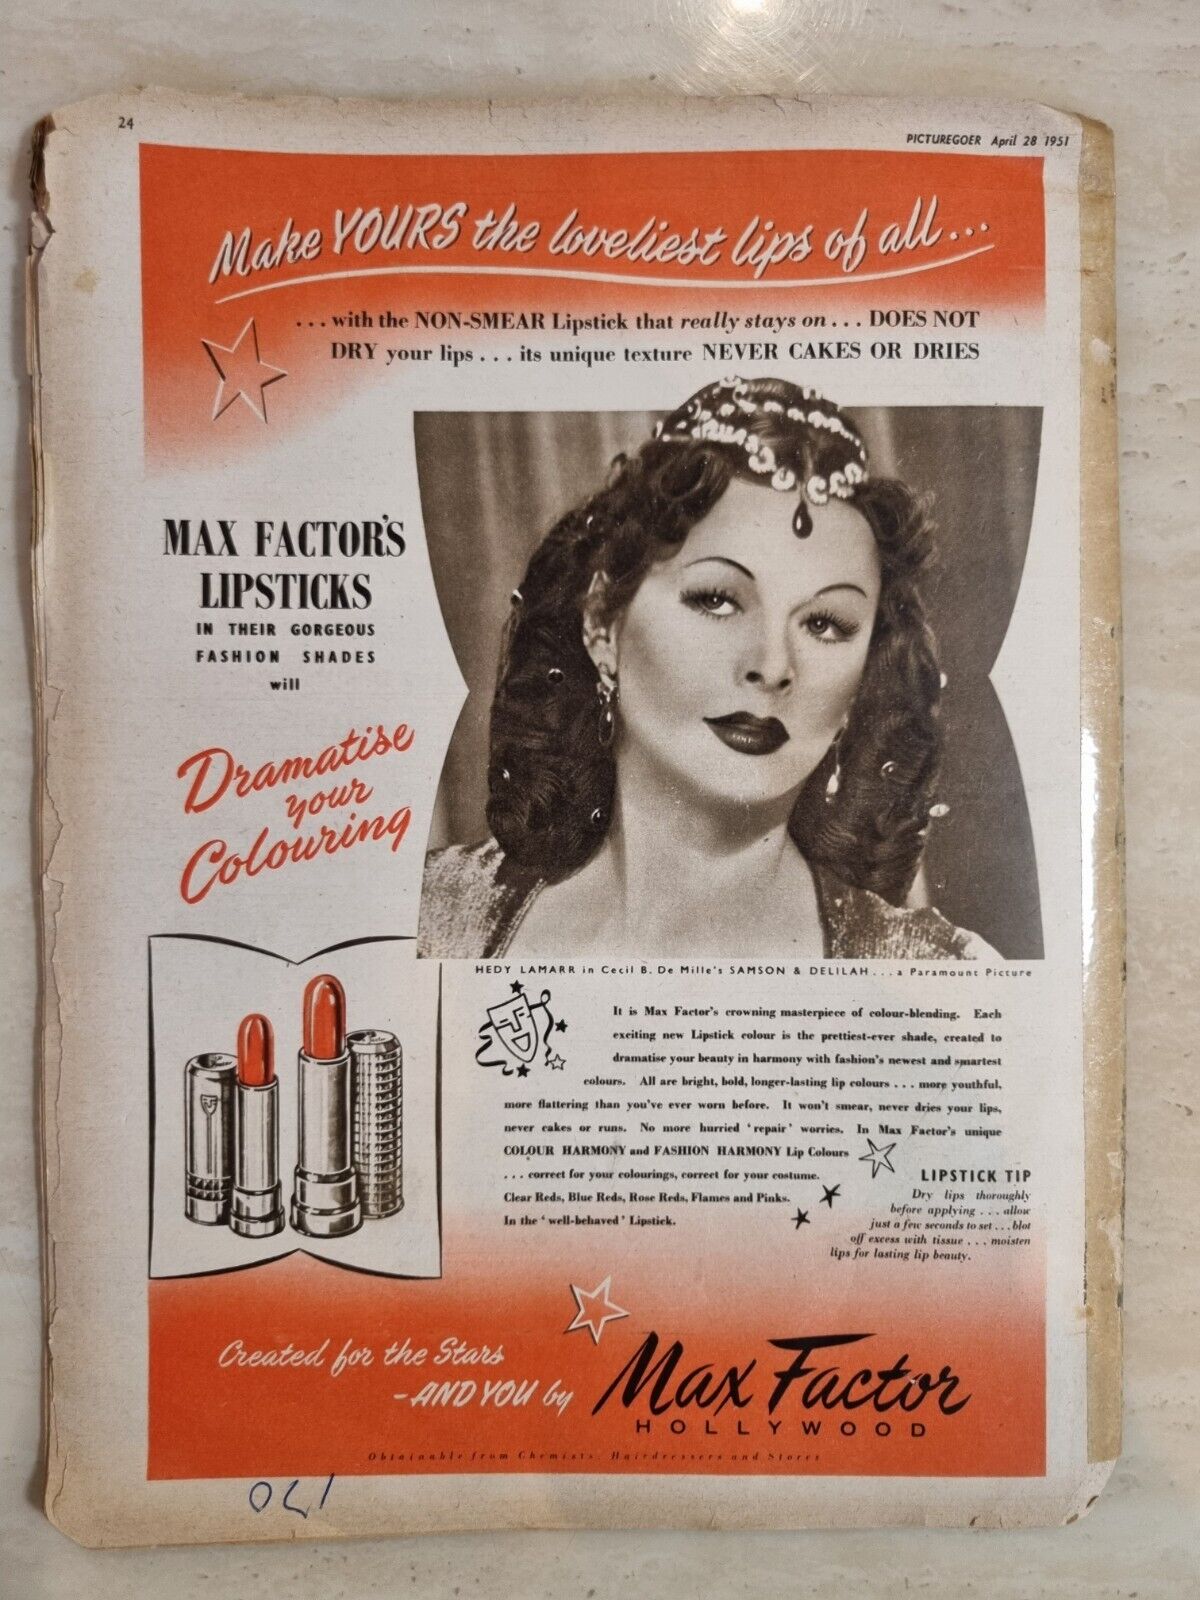 24
PICTUREGOER April 28 1951
Make YOURS the loveliest lips of all...
...with the NON-SMEAR Lipstick that really stays on... DOES NOT
DRY your lips... its unique texture NEVER CAKES OR DRIES
MAX FACTOR'S
LIPSTICKS
IN THEIR GORGEOUS
FASHION SHADES
will
Dramatise
your
Colouring
HEDY LAMARR in Cecil B. De Mille's SAMSON & DELILAH...a Paramount Picture
It is Max Factor's crowning masterpiece of colour-blending. Each
exciting new Lipstick colour is the prettiest-ever shade, created to
dramatise your beauty in harmony with fashion's newest and smartest
colours. All are bright, bold, longer-lasting lip colours... more youthful,
more flattering than you've ever worn before. It won't smear, never dries your lips,
never cakes or runs. No more hurried 'repair' worries. In Max Factor's unique
COLOUR HARMONY and FASHION HARMONY Lip Colours
...correct for your colourings, correct for your costume.
Clear Reds, Blue Reds, Rose Reds, Flames and Pinks.
In the 'well-behaved' Lipstick.
LIPSTICK TIP
Dry lips thoroughly
before applying...allow
just a few seconds to set...blot
off excess with tissue...moisten
lips for lasting lip beauty.
Created for the Stars
-AND YOU by
Max Factor
HOLLYWOOD
Obtainable from Chemists, Hairdressers and Stores